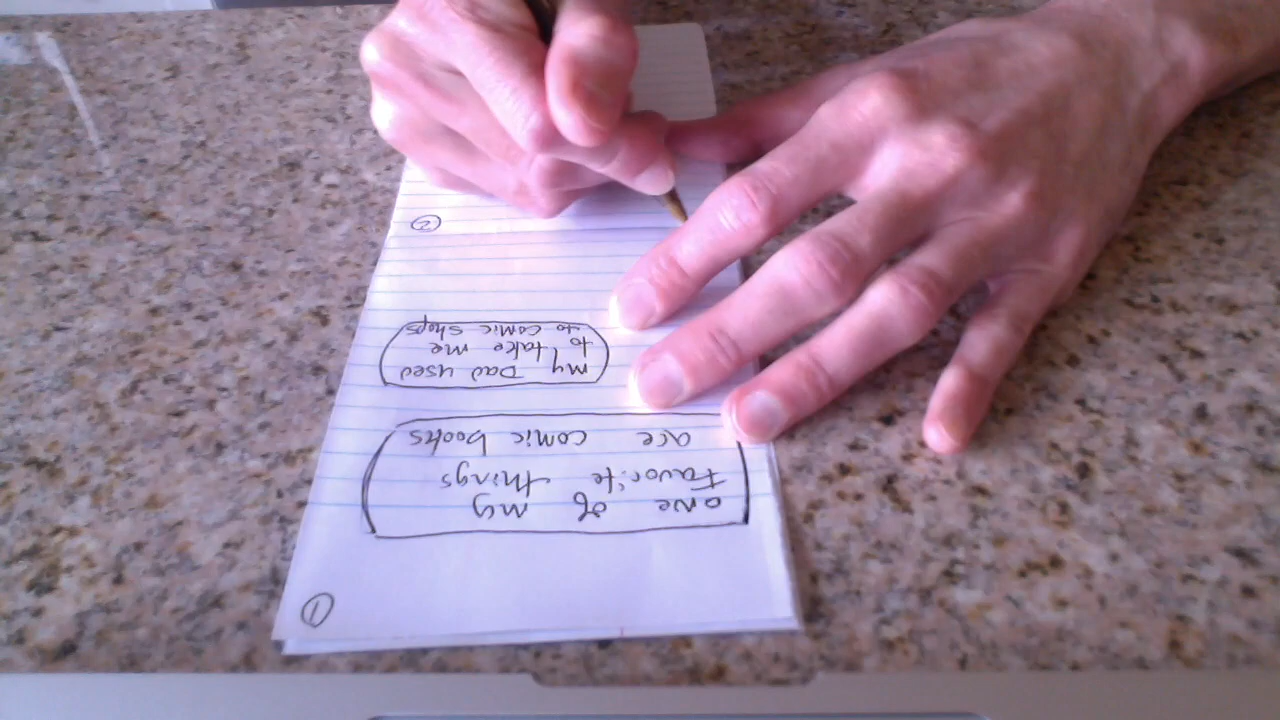 ①
one of my
Favorite things
are comic books
my Dad used
to take me
to comic shops
②